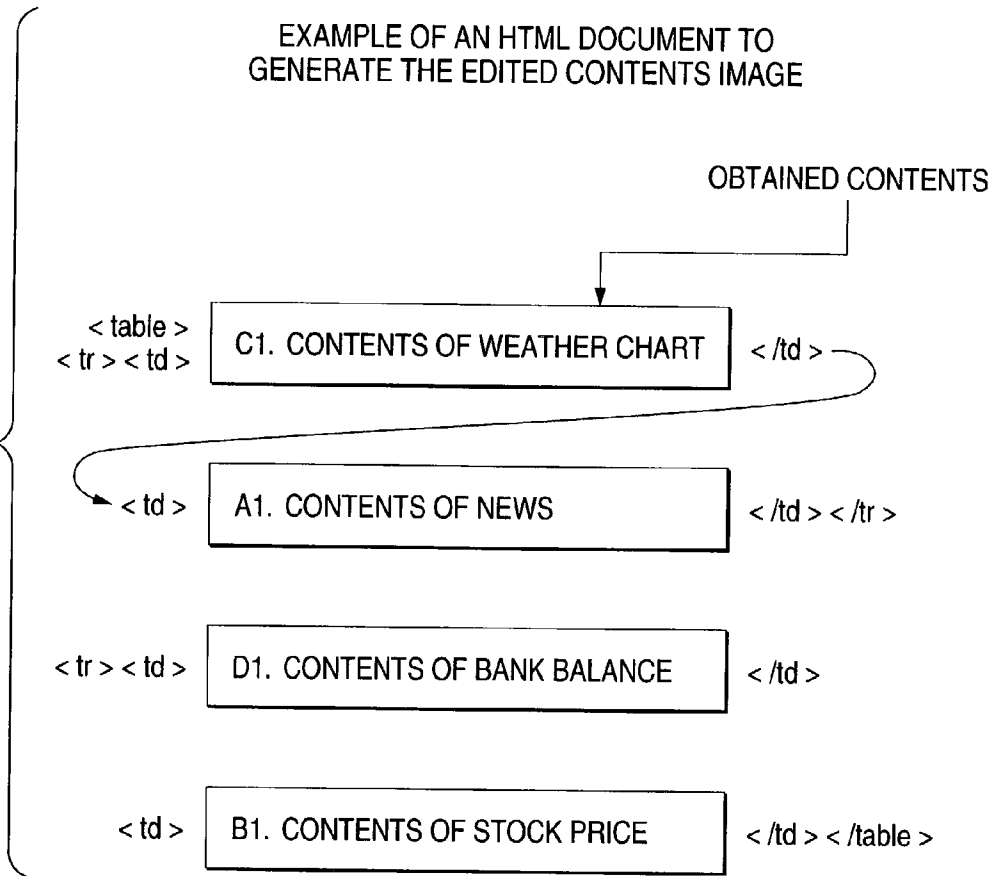 EXAMPLE OF AN HTML DOCUMENT TO
GENERATE THE EDITED CONTENTS IMAGE
OBTAINED CONTENTS
< table >
< tr > < td > C1. CONTENTS OF WEATHER CHART < /td >
< td > A1. CONTENTS OF NEWS < /td > < /tr >
< tr > < td > D1. CONTENTS OF BANK BALANCE < /td >
< td > B1. CONTENTS OF STOCK PRICE < /td > < /table >